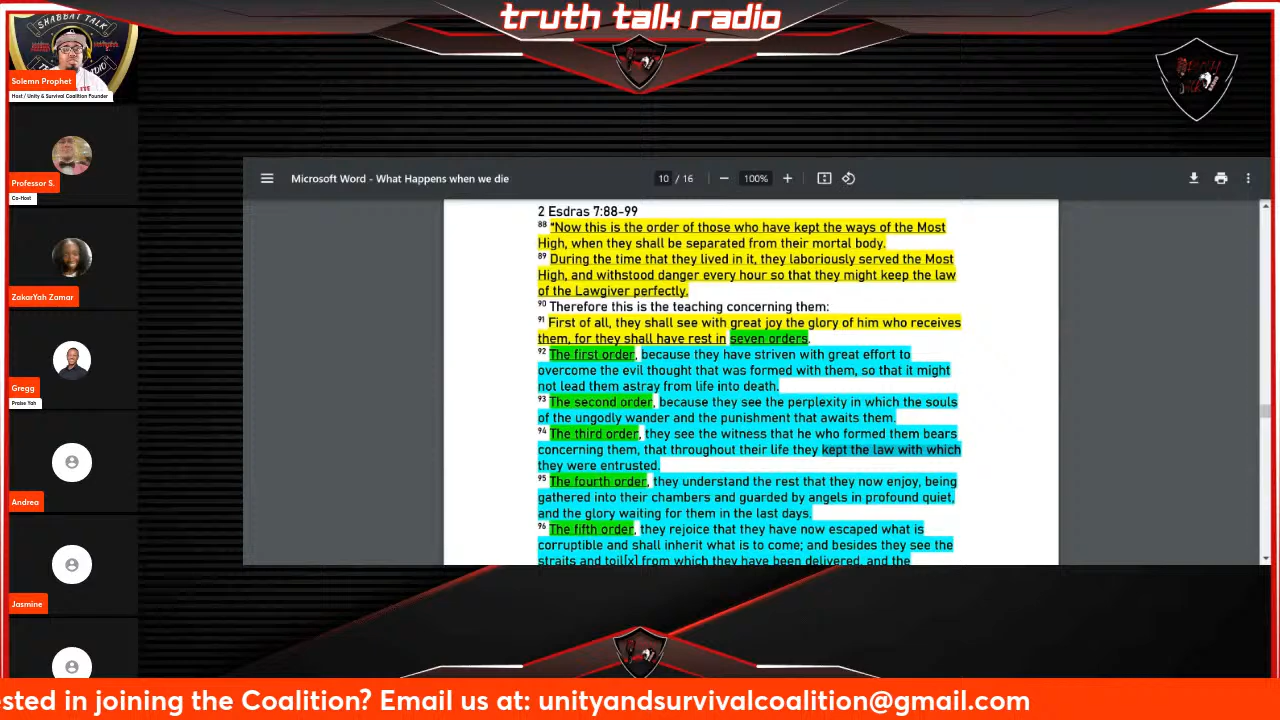 truth talk radio
SHABBAT TALK
Solemn Prophet
Host / Unity & Survival Coalition Founder
Professor S.
Co-Host
ZakarYah Zamar
Gregg
Praise Yah
Andrea
Jasmine
Microsoft Word - What Happens when we die
10 / 16
100%
2 Esdras 7:88-99
88 “Now this is the order of those who have kept the ways of the Most
High, when they shall be separated from their mortal body.
89 During the time that they lived in it, they laboriously served the Most
High, and withstood danger every hour so that they might keep the law
of the Lawgiver perfectly.
90 Therefore this is the teaching concerning them:
91 First of all, they shall see with great joy the glory of him who receives
them, for they shall have rest in seven orders.
92 The first order, because they have striven with great effort to
overcome the evil thought that was formed with them, so that it might
not lead them astray from life into death.
93 The second order, because they see the perplexity in which the souls
of the ungodly wander and the punishment that awaits them.
94 The third order, they see the witness that he who formed them bears
concerning them, that throughout their life they kept the law with which
they were entrusted.
95 The fourth order, they understand the rest that they now enjoy, being
gathered into their chambers and guarded by angels in profound quiet,
and the glory waiting for them in the last days.
96 The fifth order, they rejoice that they have now escaped what is
corruptible and shall inherit what is to come; and besides they see the
straits and toil[x] from which they have been delivered, and the
ested in joining the Coalition? Email us at: unityandsurvivalcoalition@gmail.com